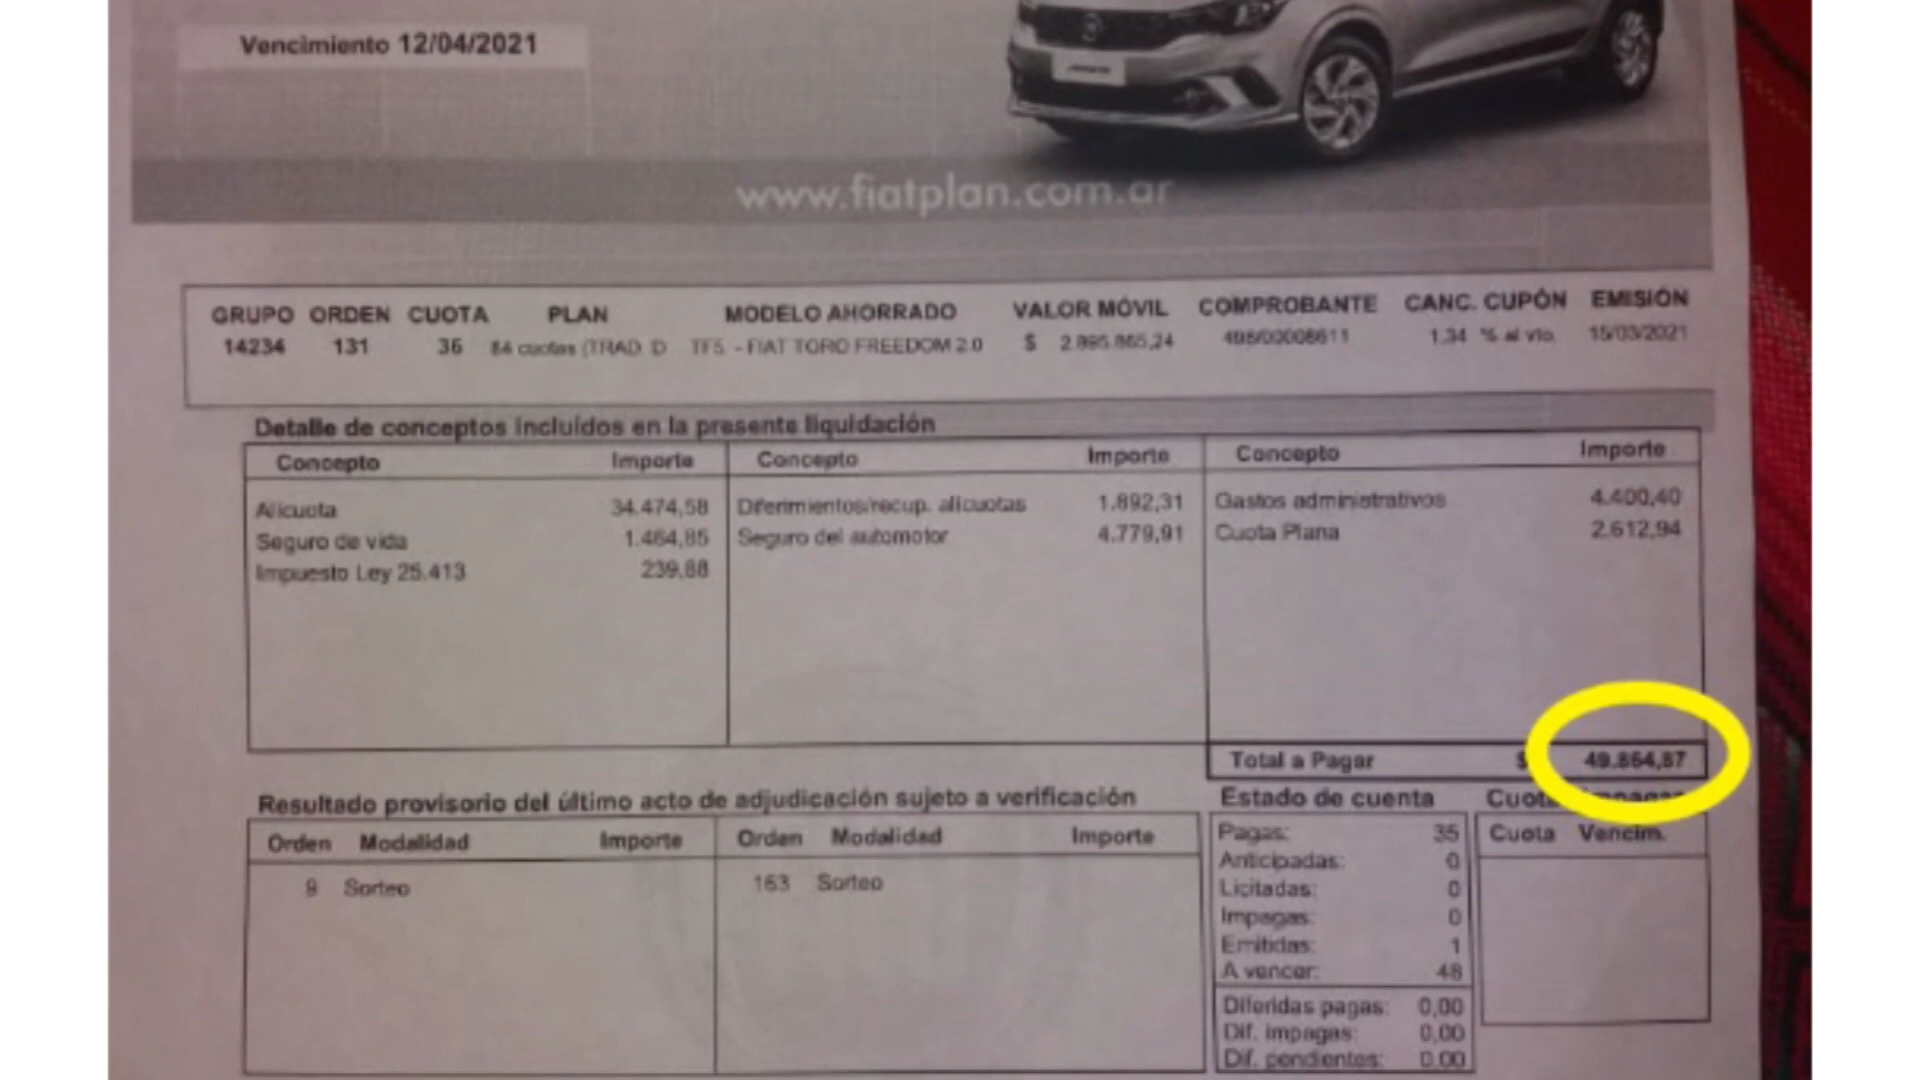 Vencimiento 12/04/2021
www.fiatplan.com.ar
GRUPO ORDEN CUOTA PLAN MODELO AHORRADO VALOR MÓVIL COMPROBANTE CANC. CUPÓN EMISIÓN
14234 131 36 84 cuotas (TRAD. D TF5 - FIAT TORO FREEDOM 2.0 $ 2.895.865,24 1,34 % al vto. 15/03/2021
Detalle de conceptos incluídos en la presente liquidación
Concepto Importe Concepto Importe Concepto Importe
Alicuota 34.474,58 Diferimientos/recup. alicuotas 1.892,31 Gastos administrativos 4.400,40
Seguro de vida 1.464,85 Seguro del automotor 4.779,91 Cuota Plana 2.612,94
Impuesto Ley 25.413 239,88
Total a Pagar $ 49.864,87
Resultado provisorio del último acto de adjudicación sujeto a verificación Estado de cuenta
Orden Modalidad Importe Orden Modalidad Importe Pagas: 35 Cuota Vencim.
Anticipadas: 0
9 Sorteo 163 Sorteo Licitadas: 0
Impagas: 0
Emitidas: 1
A vencer: 48
Diferidas pagas: 0,00
Dif. impagas: 0,00
Dif. pendientes: 0,00